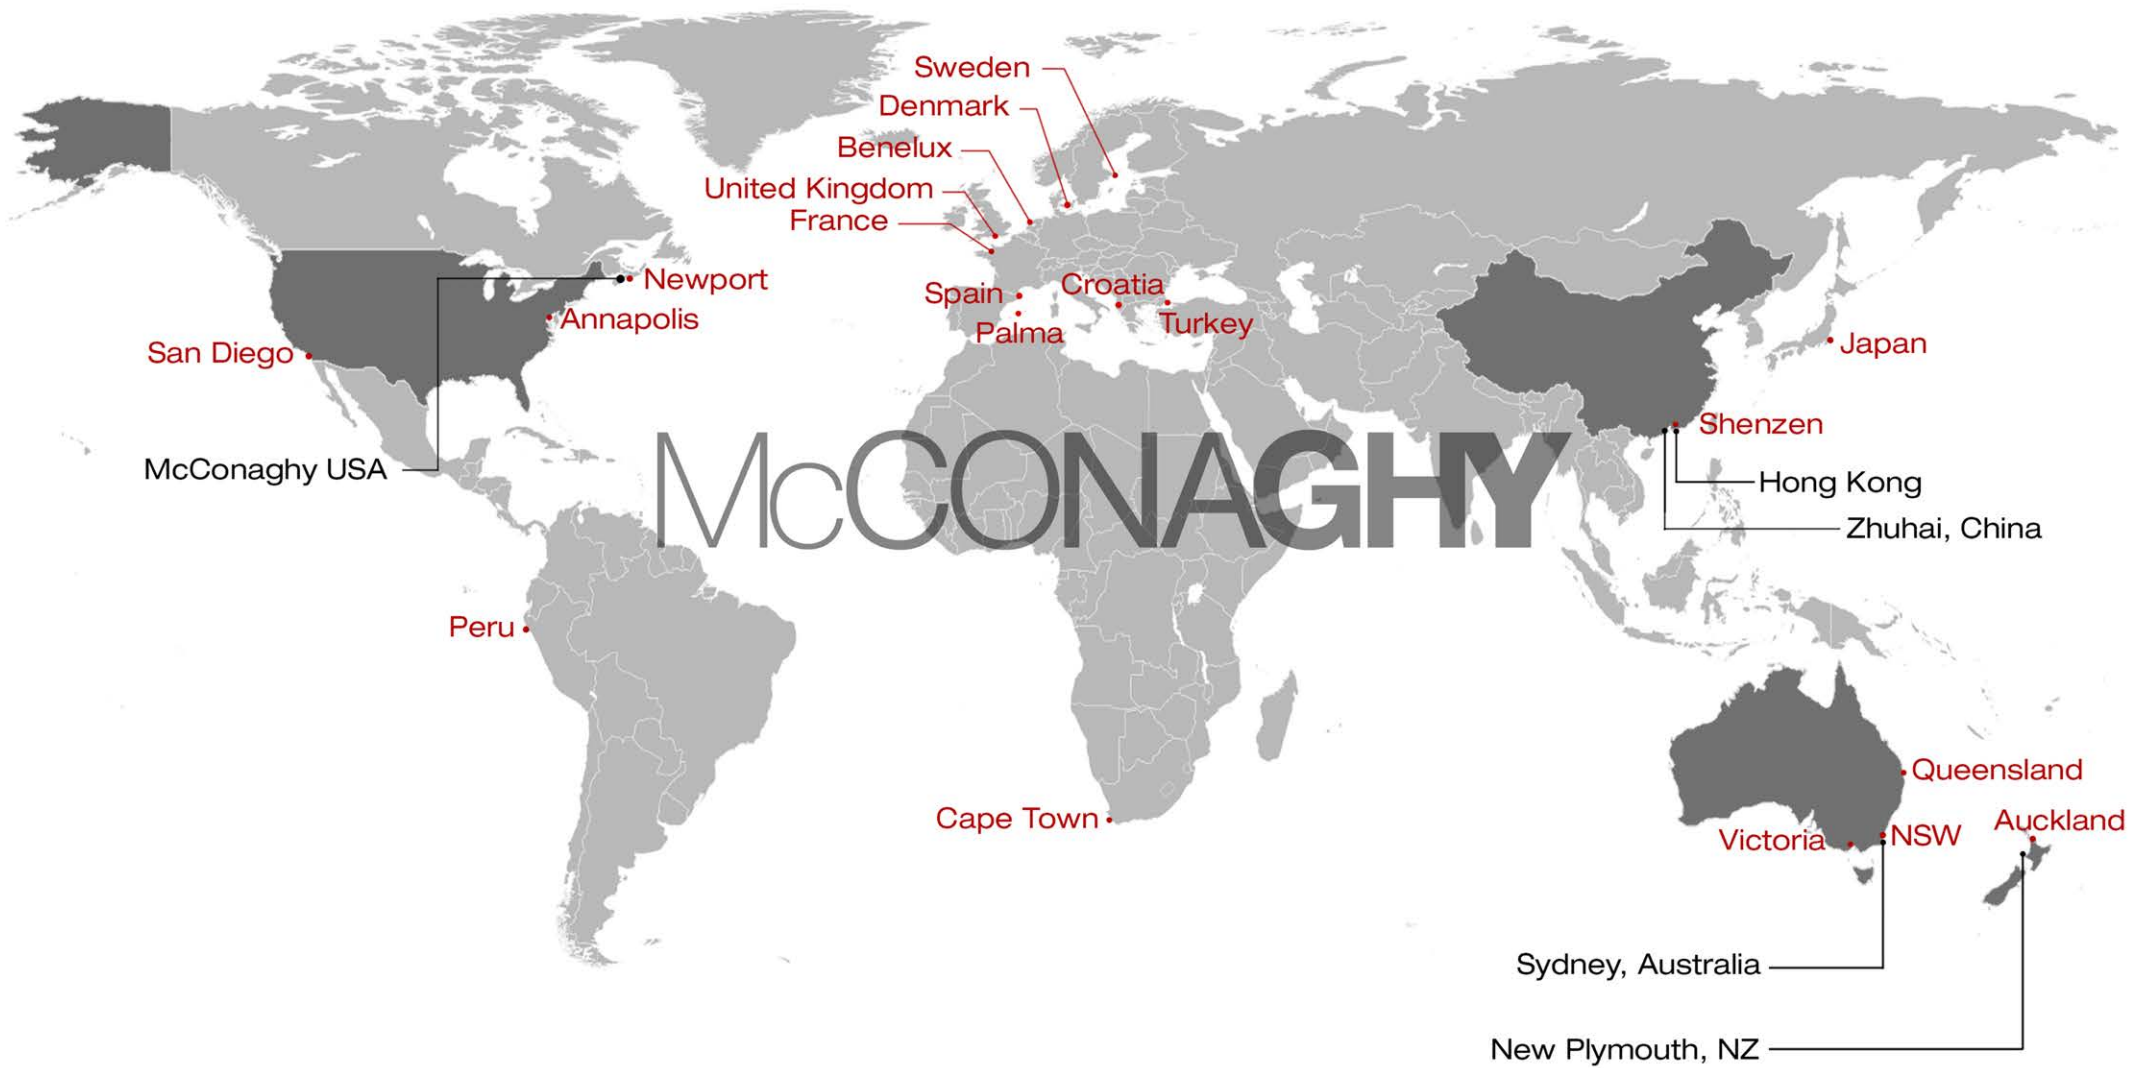 Sweden
Denmark
Benelux
United Kingdom
France
Newport
Spain
Croatia
Annapolis
Palma
Turkey
San Diego
Japan
Shenzen
McConaghy USA
McCONAGHY
Hong Kong
Zhuhai, China
Peru
Queensland
Cape Town
Auckland
Victoria
NSW
Sydney, Australia
New Plymouth, NZ